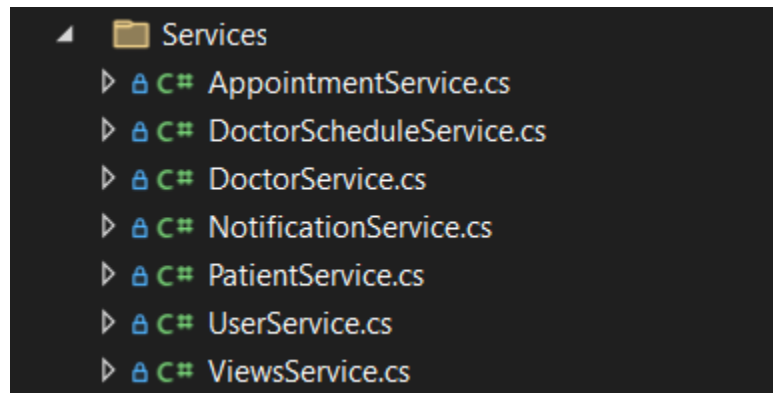 Services
C# AppointmentService.cs
C# DoctorScheduleService.cs
C# DoctorService.cs
C# NotificationService.cs
C# PatientService.cs
C# UserService.cs
C# ViewsService.cs